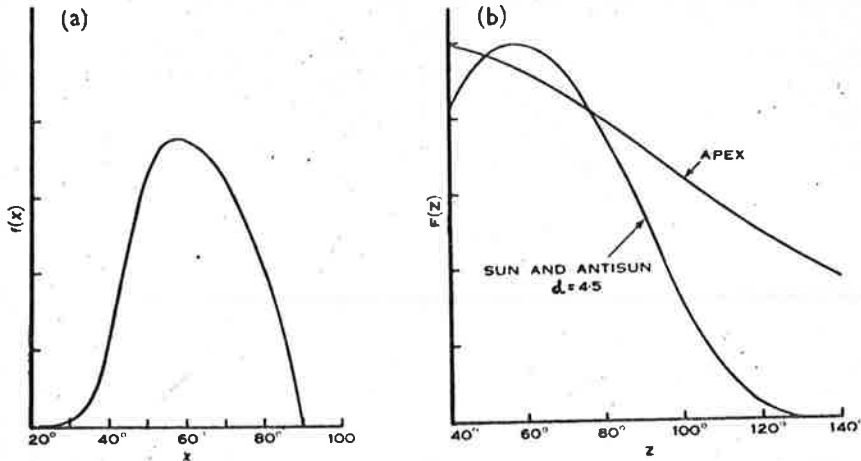 (a)
f(x)
20° 40° 60 80° 100
x
(b)
F(Z)
APEX
SUN AND ANTISUN
d = 4·5
40° 60° 80° 100° 120° 140°
Z